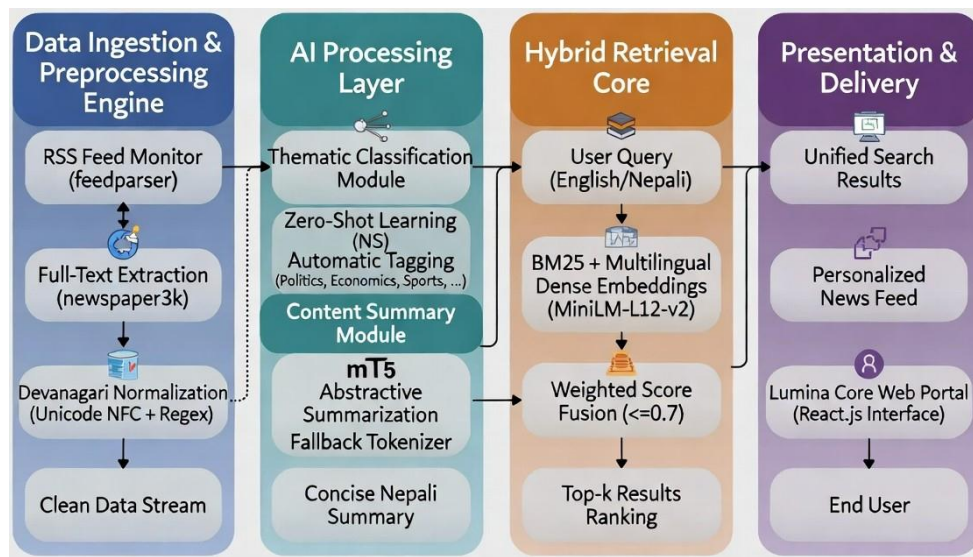 Data Ingestion &
Preprocessing
Engine
RSS Feed Monitor
(feedparser)
Full-Text Extraction
(newspaper3k)
Devanagari Normalization
(Unicode NFC + Regex)
Clean Data Stream
AI Processing
Layer
Thematic Classification
Module
Zero-Shot Learning
(NS)
Automatic Tagging
(Politics, Economics, Sports, ...)
Content Summary
Module
mT5
Abstractive
Summarization
Fallback Tokenizer
Concise Nepali
Summary
Hybrid Retrieval
Core
User Query
(English/Nepali)
BM25 + Multilingual
Dense Embeddings
(MiniLM-L12-v2)
Weighted Score
Fusion (<=0.7)
Top-k Results
Ranking
Presentation &
Delivery
Unified Search
Results
Personalized
News Feed
Lumina Core Web Portal
(React.js Interface)
End User